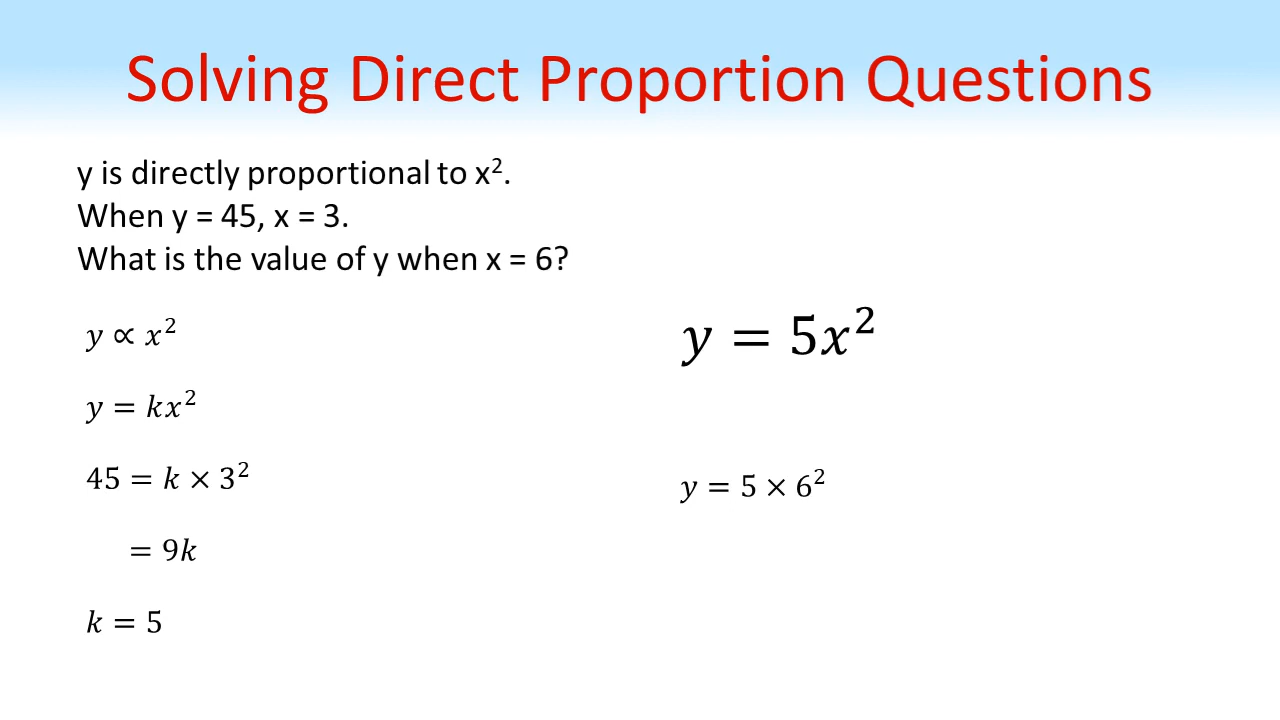 Solving Direct Proportion Questions
y is directly proportional to x².
When y = 45, x = 3.
What is the value of y when x = 6?
y ∝ x²
y = kx²
45 = k × 3²
= 9k
k = 5
y = 5x²
y = 5 × 6²